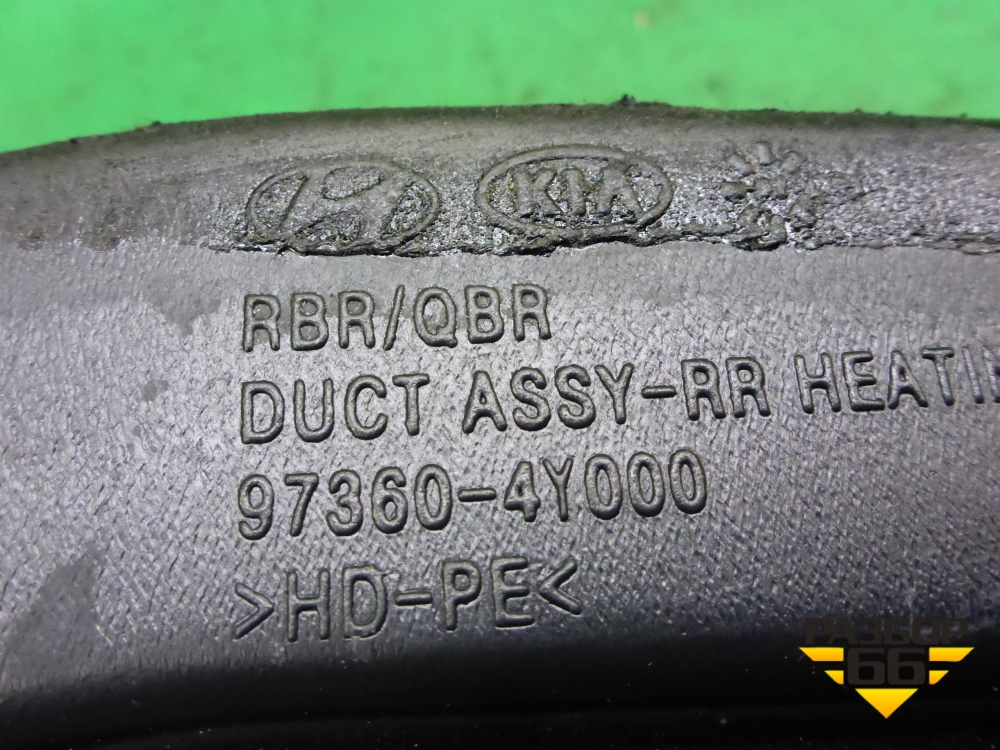 KIA
RBR/QBR
DUCT ASSY-RR HEATIN
97360-4Y000
>HD-PE<
РАЗБОР
66